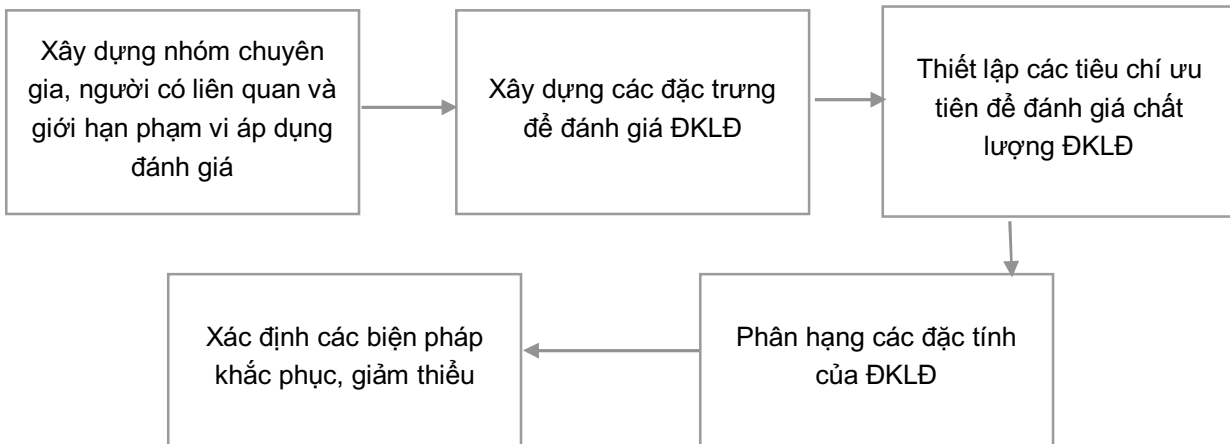 Xây dựng nhóm chuyên
gia, người có liên quan và
giới hạn phạm vi áp dụng
đánh giá
Xây dựng các đặc trưng
để đánh giá ĐKLĐ
Thiết lập các tiêu chí ưu
tiên để đánh giá chất
lượng ĐKLĐ
Phân hạng các đặc tính
của ĐKLĐ
Xác định các biện pháp
khắc phục, giảm thiểu